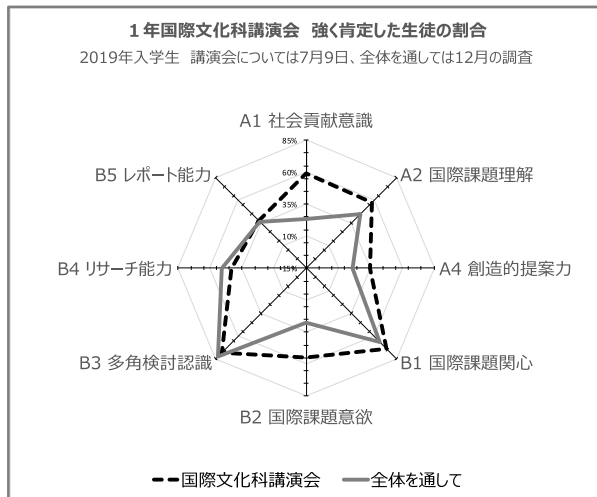 １年国際文化科講演会　強く肯定した生徒の割合
2019年入学生　講演会については7月9日、全体を通しては12月の調査
A1 社会貢献意識
85%
B5 レポート能力
A2 国際課題理解
60%
35%
10%
B4 リサーチ能力
-15%
A4 創造的提案力
B3 多角検討認識
B1 国際課題関心
B2 国際課題意欲
国際文化科講演会
全体を通して